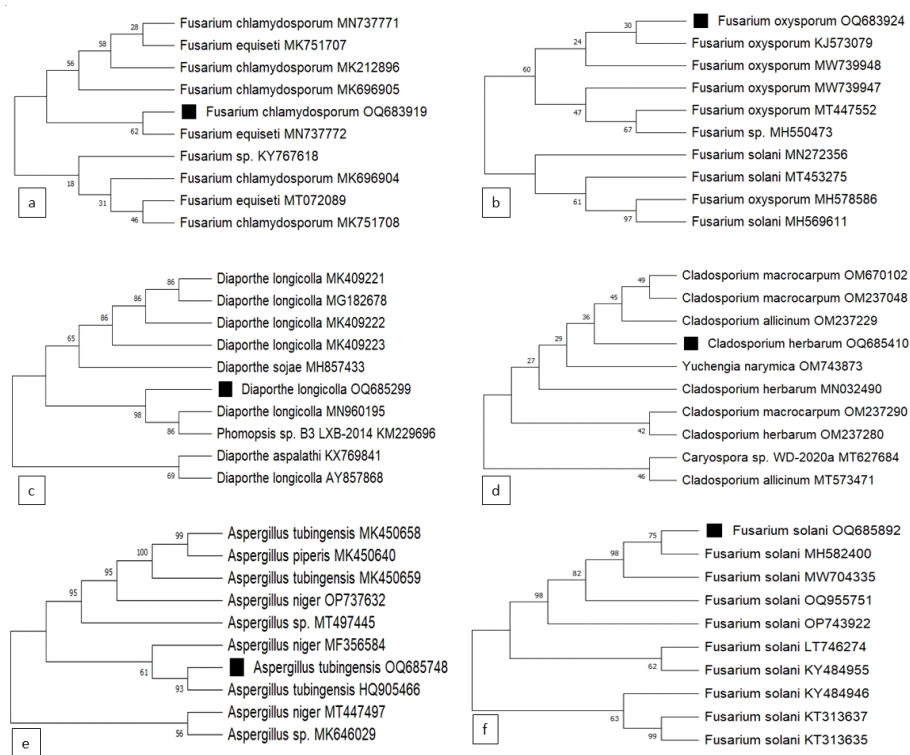 Fusarium chlamydosporum MN737771
28
Fusarium equiseti MK751707
58
Fusarium chlamydosporum MK212896
56
Fusarium chlamydosporum MK696905
Fusarium chlamydosporum OQ683919
62
Fusarium equiseti MN737772
Fusarium sp. KY767618
18
Fusarium chlamydosporum MK696904
31
Fusarium equiseti MT072089
46
Fusarium chlamydosporum MK751708
a
Fusarium oxysporum OQ683924
30
Fusarium oxysporum KJ573079
24
Fusarium oxysporum MW739948
60
Fusarium oxysporum MW739947
47
Fusarium oxysporum MT447552
67
Fusarium sp. MH550473
Fusarium solani MN272356
Fusarium solani MT453275
61
Fusarium oxysporum MH578586
97
Fusarium solani MH569611
b
Diaporthe longicolla MK409221
86
Diaporthe longicolla MG182678
86
Diaporthe longicolla MK409222
86
Diaporthe longicolla MK409223
65
Diaporthe sojae MH857433
Diaporthe longicolla OQ685299
98
Diaporthe longicolla MN960195
86
Phomopsis sp. B3 LXB-2014 KM229696
Diaporthe aspalathi KX769841
69
Diaporthe longicolla AY857868
c
Cladosporium macrocarpum OM670102
49
Cladosporium macrocarpum OM237048
45
Cladosporium allicinum OM237229
36
Cladosporium herbarum OQ685410
29
Yuchengia narymica OM743873
27
Cladosporium herbarum MN032490
Cladosporium macrocarpum OM237290
42
Cladosporium herbarum OM237280
Caryospora sp. WD-2020a MT627684
46
Cladosporium allicinum MT573471
d
Aspergillus tubingensis MK450658
99
Aspergillus piperis MK450640
100
Aspergillus tubingensis MK450659
95
Aspergillus niger OP737632
95
Aspergillus sp. MT497445
Aspergillus niger MF356584
61
Aspergillus tubingensis OQ685748
93
Aspergillus tubingensis HQ905466
Aspergillus niger MT447497
56
Aspergillus sp. MK646029
e
Fusarium solani OQ685892
75
Fusarium solani MH582400
98
Fusarium solani MW704335
82
Fusarium solani OQ955751
98
Fusarium solani OP743922
Fusarium solani LT746274
62
Fusarium solani KY484955
Fusarium solani KY484946
63
Fusarium solani KT313637
99
Fusarium solani KT313635
f